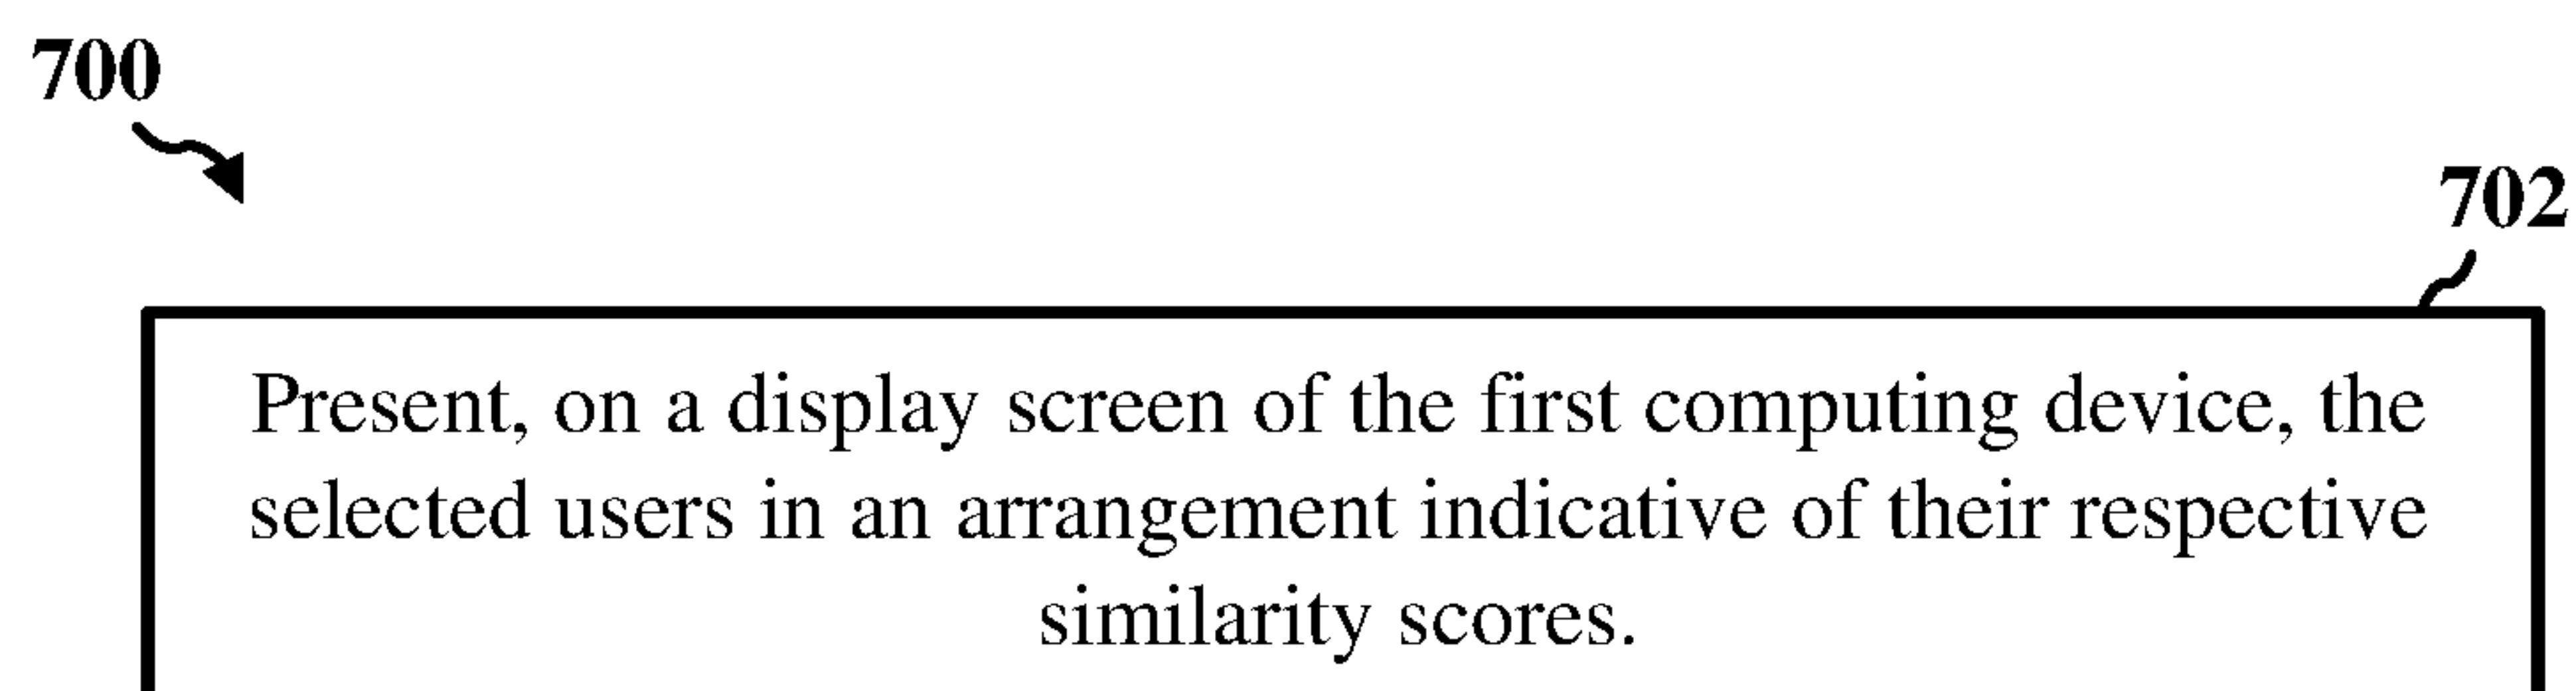 700
702
Present, on a display screen of the first computing device, the
selected users in an arrangement indicative of their respective
similarity scores.